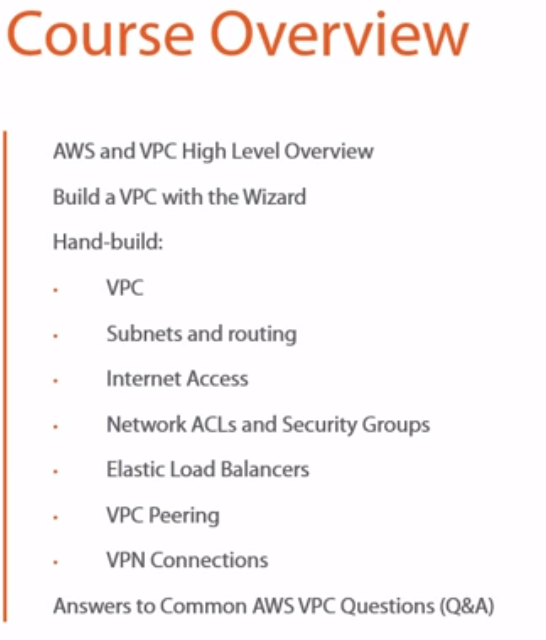 Course Overview
AWS and VPC High Level Overview
Build a VPC with the Wizard
Hand-build:
· VPC
· Subnets and routing
· Internet Access
· Network ACLs and Security Groups
· Elastic Load Balancers
· VPC Peering
· VPN Connections
Answers to Common AWS VPC Questions (Q&A)